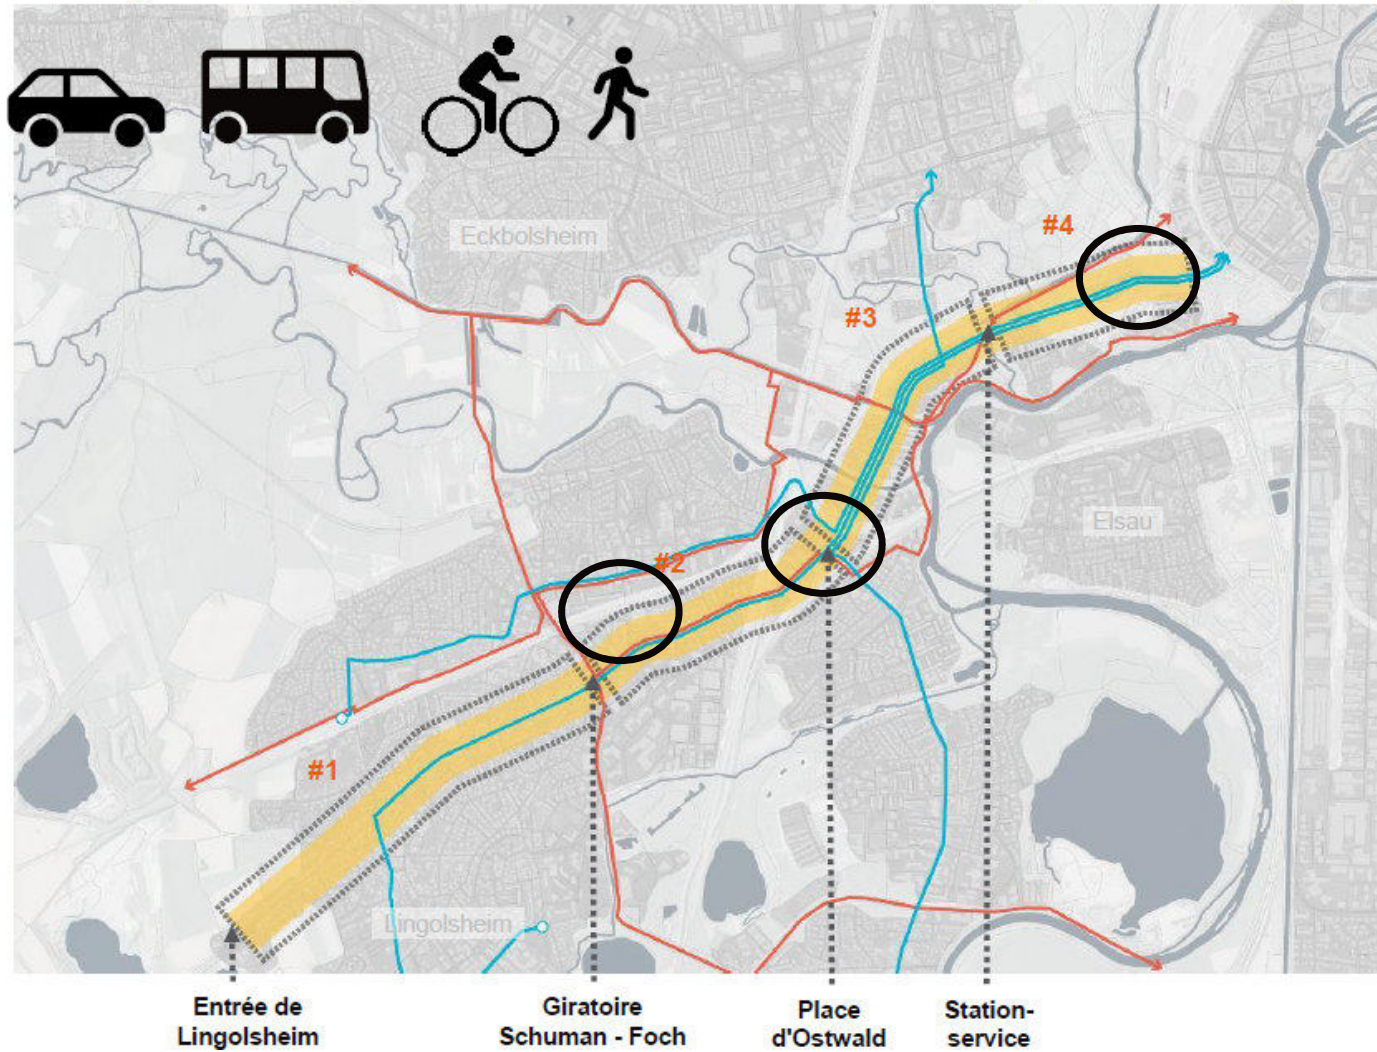 #4
Eckbolsheim
#3
Elsau
#2
#1
Lingolsheim
Entrée de
Lingolsheim
Giratoire
Schuman - Foch
Place
d'Ostwald
Station-
service